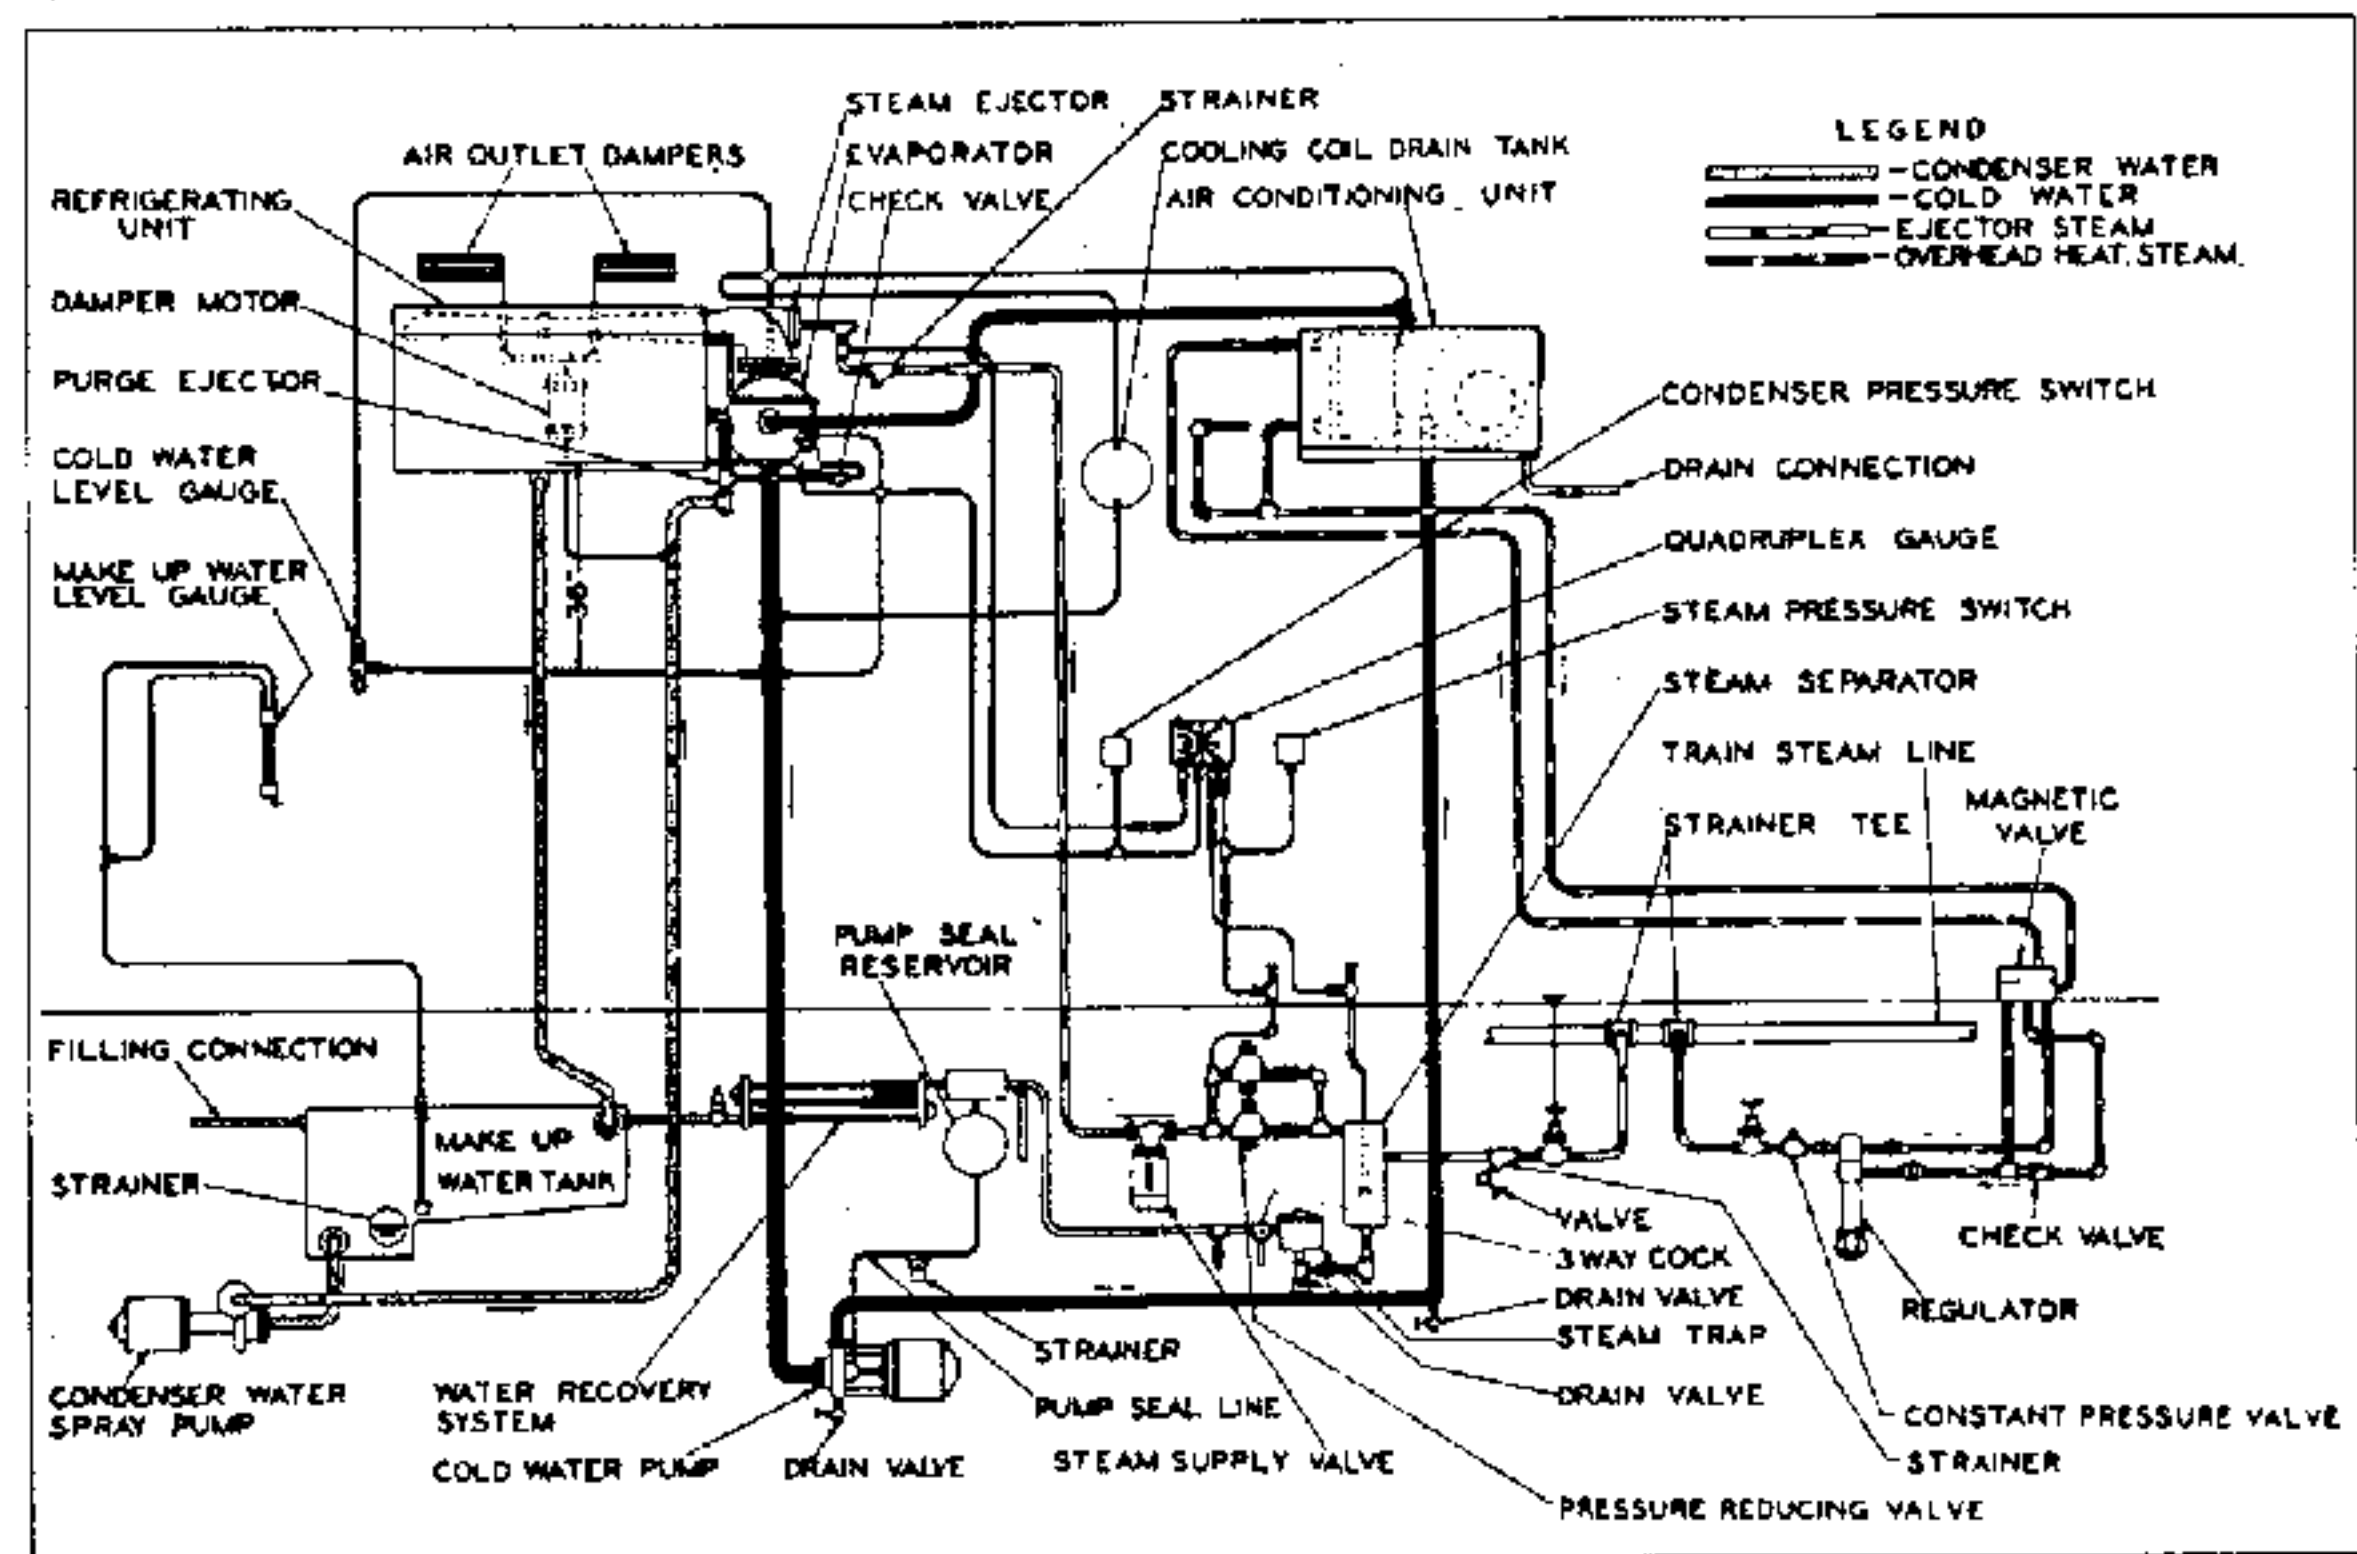 STEAM EJECTOR
STRAINER
AIR OUTLET DAMPERS
EVAPORATOR
COOLING COIL DRAIN TANK
CHECK VALVE
AIR CONDITIONING UNIT
LEGEND
-CONDENSER WATER
-COLD WATER
-EJECTOR STEAM
-OVERHEAD HEAT. STEAM.
REFRIGERATING
UNIT
DAMPER MOTOR
PURGE EJECTOR
COLD WATER
LEVEL GAUGE
MAKE UP WATER
LEVEL GAUGE
36"
CONDENSER PRESSURE SWITCH
DRAIN CONNECTION
QUADRUPLEX GAUGE
STEAM PRESSURE SWITCH
STEAM SEPARATOR
TRAIN STEAM LINE
STRAINER TEE
MAGNETIC
VALVE
PUMP SEAL
RESERVOIR
FILLING CONNECTION
MAKE UP
WATER TANK
STRAINER
CONDENSER WATER
SPRAY PUMP
WATER RECOVERY
SYSTEM
COLD WATER PUMP
DRAIN VALVE
STRAINER
PUMP SEAL LINE
STEAM SUPPLY VALVE
VALVE
3 WAY COCK
DRAIN VALVE
STEAM TRAP
DRAIN VALVE
CHECK VALVE
REGULATOR
CONSTANT PRESSURE VALVE
STRAINER
PRESSURE REDUCING VALVE